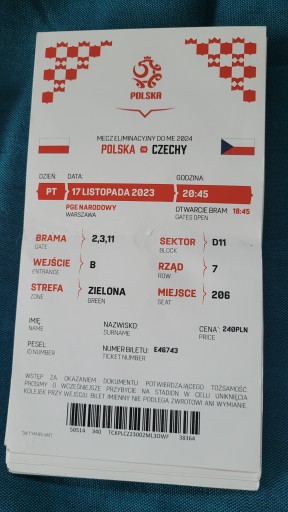 POLSKA
MECZ ELIMINACYJNY DO ME 2024
POLSKA VS CZECHY
DZIEŃ: DATA: GODZINA:
PT 17 LISTOPADA 2023 20:45
PGE NARODOWY OTWARCIE BRAM: 18:45
WARSZAWA GATES OPEN
BRAMA 2,3,11 SEKTOR D11
GATE BLOCK
WEJŚCIE B RZĄD 7
ENTRANCE ROW
STREFA ZIELONA MIEJSCE 206
ZONE GREEN SEAT
IMIĘ NAZWISKO CENA: 240PLN
NAME SURNAME PRICE
PESEL: NUMER BILETU: E46743
ID NUMBER TICKET NUMBER
WSTĘP ZA OKAZANIEM DOKUMENTU POTWIERDZAJĄCEGO TOŻSAMOŚĆ.
PROSIMY O WCZEŚNIEJSZE PRZYBYCIE NA STADION W CELU UNIKNIĘCIA
KOLEJEK PRZY WEJŚCIU. BILET IMIENNY NIE PODLEGA ZWROTOWI ANI WYMIANIE.
50514 340